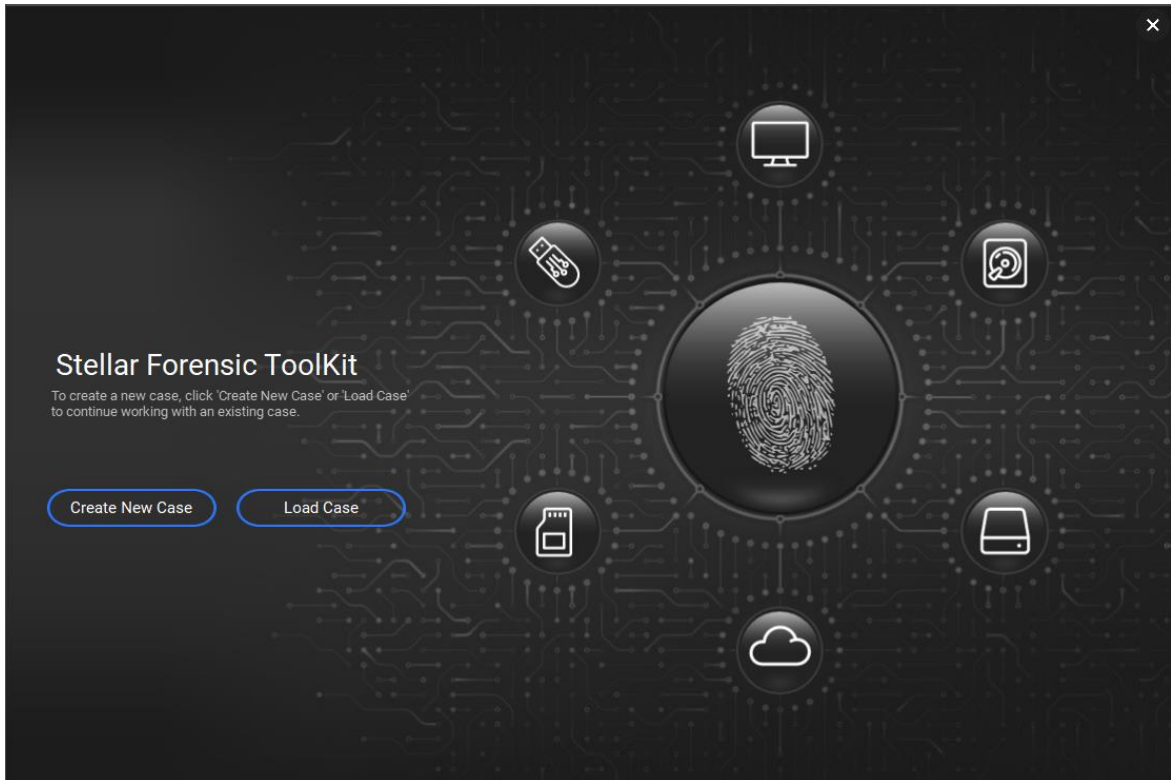 Stellar Forensic ToolKit
To create a new case, click 'Create New Case' or 'Load Case'
to continue working with an existing case.
Create New Case
Load Case